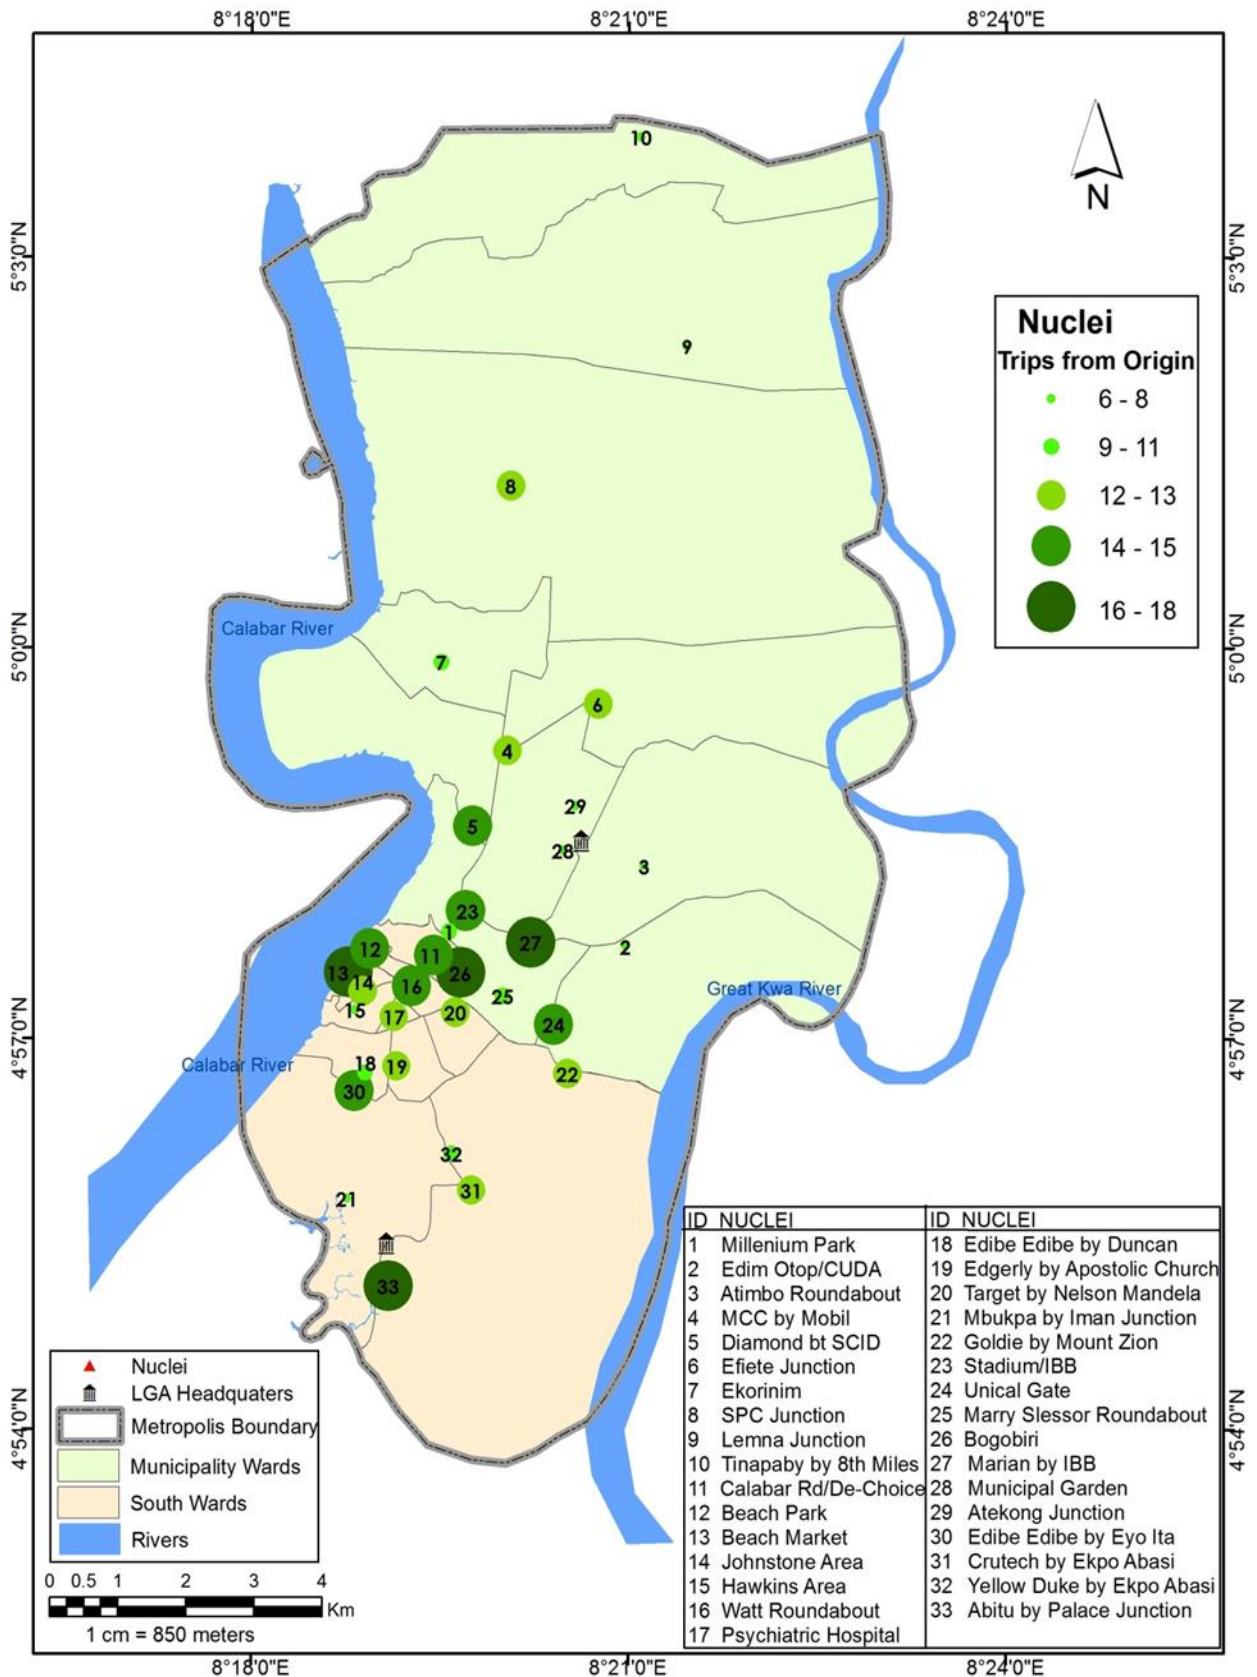 8°18'0"E 8°21'0"E 8°24'0"E
10
N
5°3'0"N 5°3'0"N
Nuclei
Trips from Origin
6 - 8
9 - 11
12 - 13
14 - 15
16 - 18
9
8
Calabar River
5°0'0"N 5°0'0"N
7
6
4
29
5
28
3
23
1
27
2
12
11
13
26
14
16
25
Great Kwa River
15
17
20
24
4°57'0"N 4°57'0"N
Calabar River
18
19
22
30
32
31
21
33
ID NUCLEI
1 Millenium Park
2 Edim Otop/CUDA
3 Atimbo Roundabout
4 MCC by Mobil
5 Diamond bt SCID
6 Efiete Junction
7 Ekorinim
8 SPC Junction
9 Lemna Junction
10 Tinapaby by 8th Miles
11 Calabar Rd/De-Choice
12 Beach Park
13 Beach Market
14 Johnstone Area
15 Hawkins Area
16 Watt Roundabout
17 Psychiatric Hospital
ID NUCLEI
18 Edibe Edibe by Duncan
19 Edgerly by Apostolic Church
20 Target by Nelson Mandela
21 Mbukpa by Iman Junction
22 Goldie by Mount Zion
23 Stadium/IBB
24 Unical Gate
25 Marry Slessor Roundabout
26 Bogobiri
27 Marian by IBB
28 Municipal Garden
29 Atekong Junction
30 Edibe Edibe by Eyo Ita
31 Crutech by Ekpo Abasi
32 Yellow Duke by Ekpo Abasi
33 Abitu by Palace Junction
Nuclei
LGA Headquaters
Metropolis Boundary
Municipality Wards
South Wards
Rivers
4°54'0"N 4°54'0"N
0 0.5 1 2 3 4
Km
1 cm = 850 meters
8°18'0"E 8°21'0"E 8°24'0"E